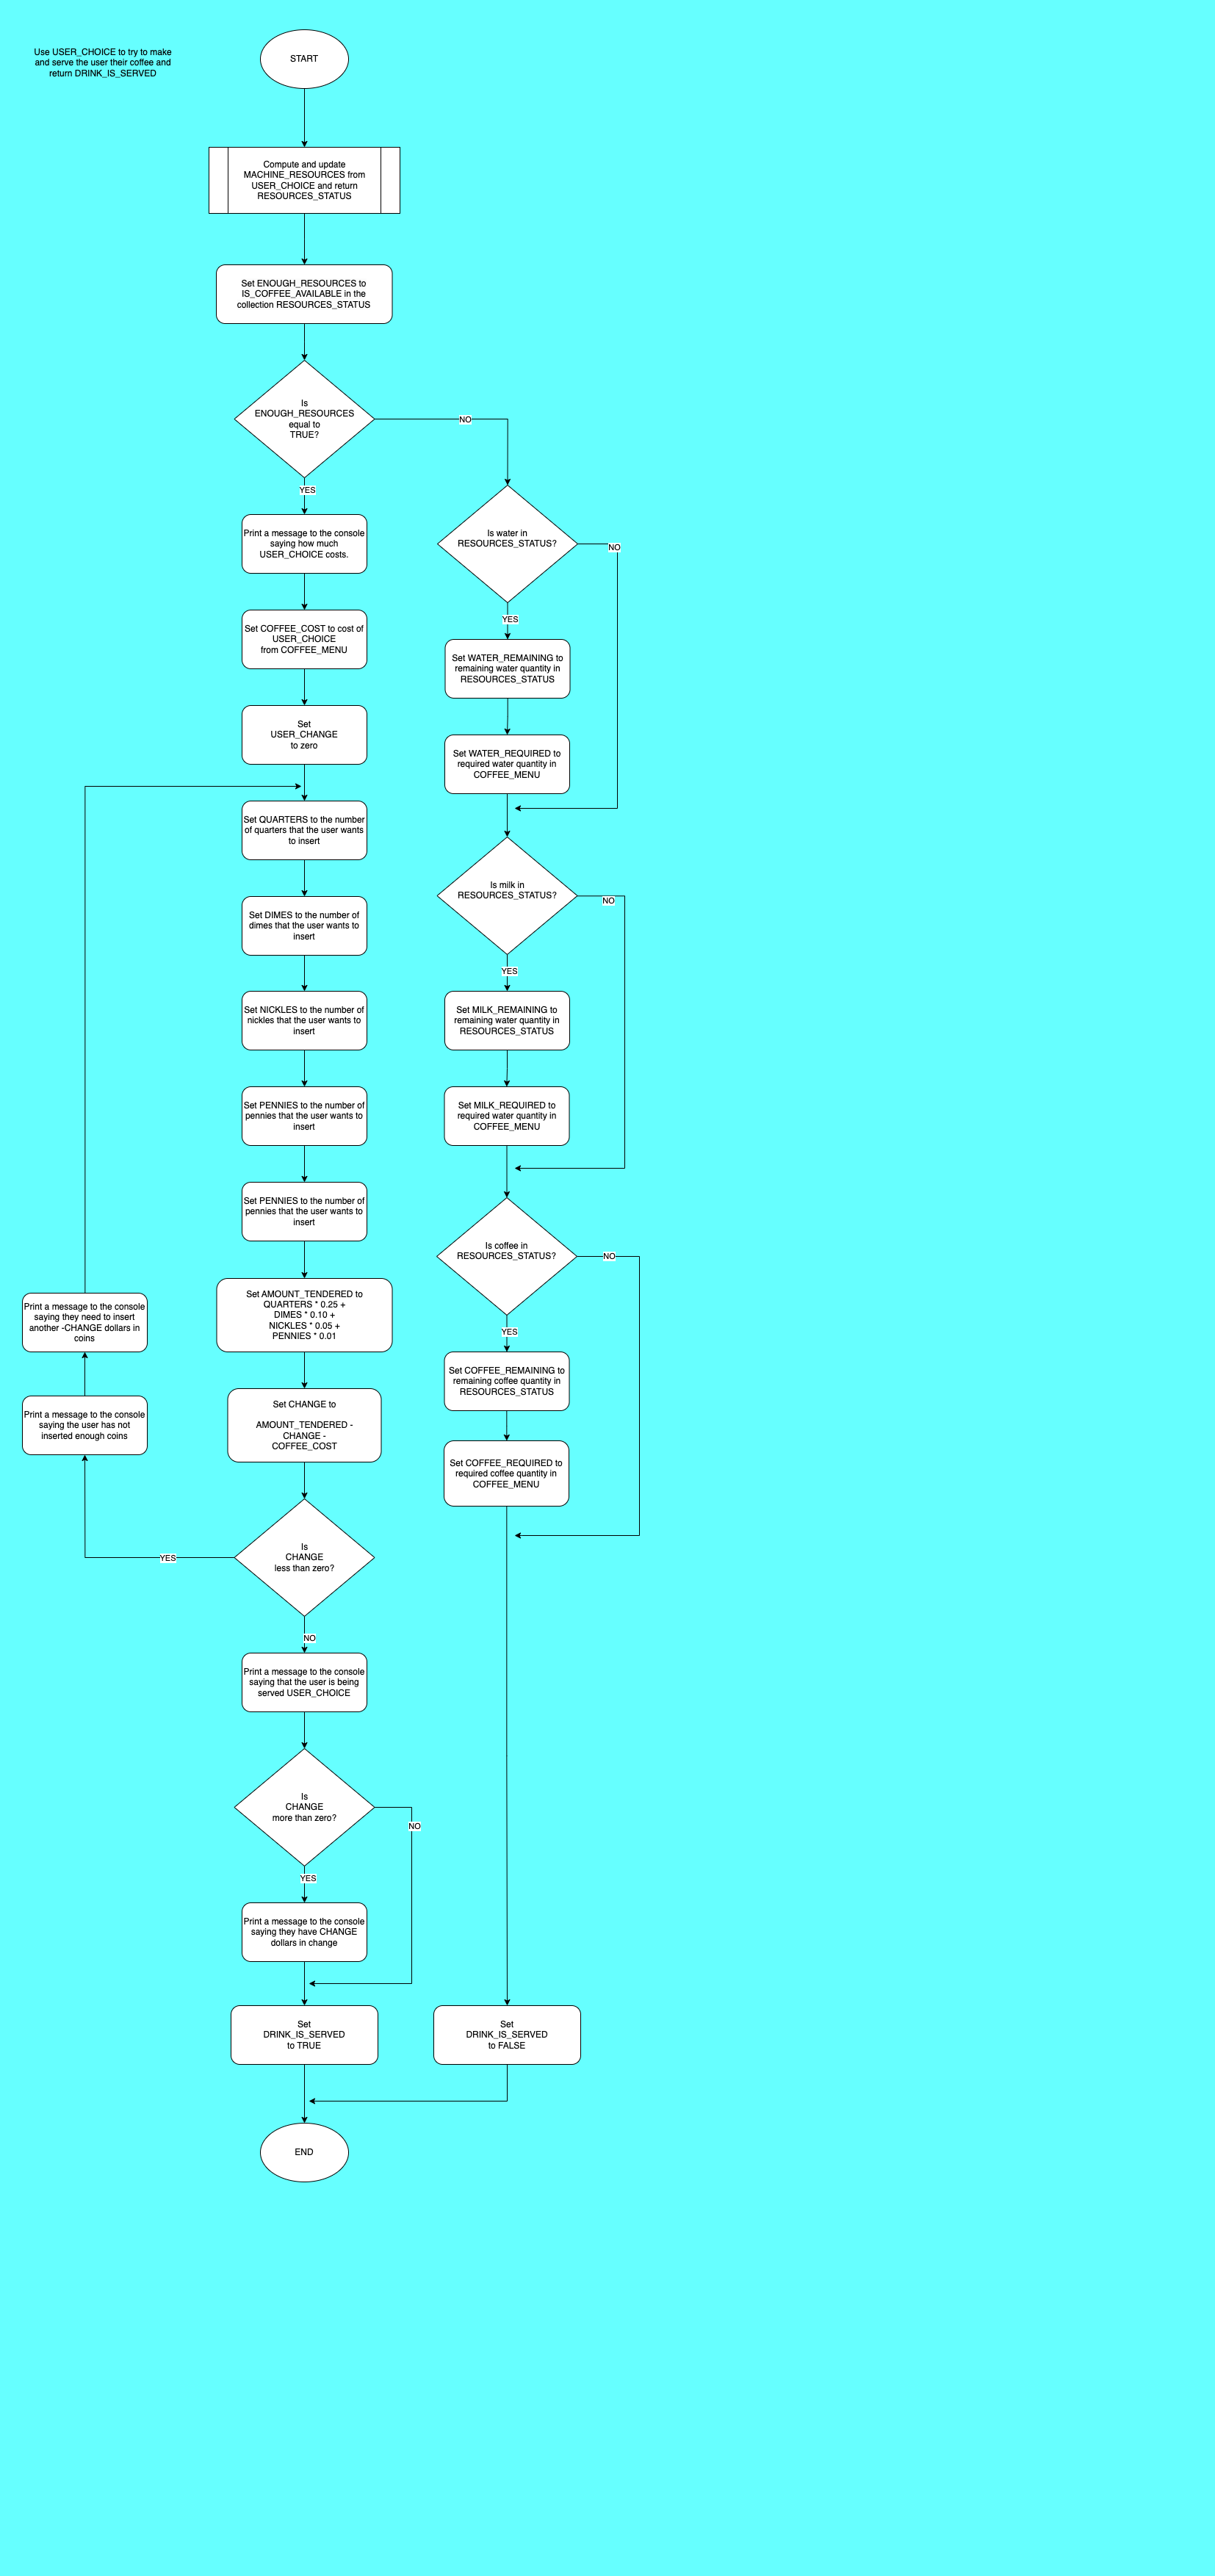 Use USER_CHOICE to try to make
and serve the user their coffee and
return DRINK_IS_SERVED
START
Compute and update
MACHINE_RESOURCES from
USER_CHOICE and return
RESOURCES_STATUS
Set ENOUGH_RESOURCES to
IS_COFFEE_AVAILABLE in the
collection RESOURCES_STATUS
Is
ENOUGH_RESOURCES
equal to
TRUE?
NO
YES
Print a message to the console
saying how much
USER_CHOICE costs.
Set COFFEE_COST to cost of
USER_CHOICE
from COFFEE_MENU
Set
USER_CHANGE
to zero
Set QUARTERS to the number
of quarters that the user wants
to insert
Set DIMES to the number of
dimes that the user wants to
insert
Set NICKLES to the number of
nickles that the user wants to
insert
Set PENNIES to the number of
pennies that the user wants to
insert
Set PENNIES to the number of
pennies that the user wants to
insert
Set AMOUNT_TENDERED to
QUARTERS * 0.25 +
DIMES * 0.10 +
NICKLES * 0.05 +
PENNIES * 0.01
Set CHANGE to
AMOUNT_TENDERED -
CHANGE -
COFFEE_COST
Is
CHANGE
less than zero?
YES
Print a message to the console
saying the user has not
inserted enough coins
Print a message to the console
saying they need to insert
another -CHANGE dollars in
coins
NO
Print a message to the console
saying that the user is being
served USER_CHOICE
Is
CHANGE
more than zero?
NO
YES
Print a message to the console
saying they have CHANGE
dollars in change
Set
DRINK_IS_SERVED
to TRUE
Is water in
RESOURCES_STATUS?
NO
YES
Set WATER_REMAINING to
remaining water quantity in
RESOURCES_STATUS
Set WATER_REQUIRED to
required water quantity in
COFFEE_MENU
Is milk in
RESOURCES_STATUS?
NO
YES
Set MILK_REMAINING to
remaining water quantity in
RESOURCES_STATUS
Set MILK_REQUIRED to
required water quantity in
COFFEE_MENU
Is coffee in
RESOURCES_STATUS?
NO
YES
Set COFFEE_REMAINING to
remaining coffee quantity in
RESOURCES_STATUS
Set COFFEE_REQUIRED to
required coffee quantity in
COFFEE_MENU
Set
DRINK_IS_SERVED
to FALSE
END